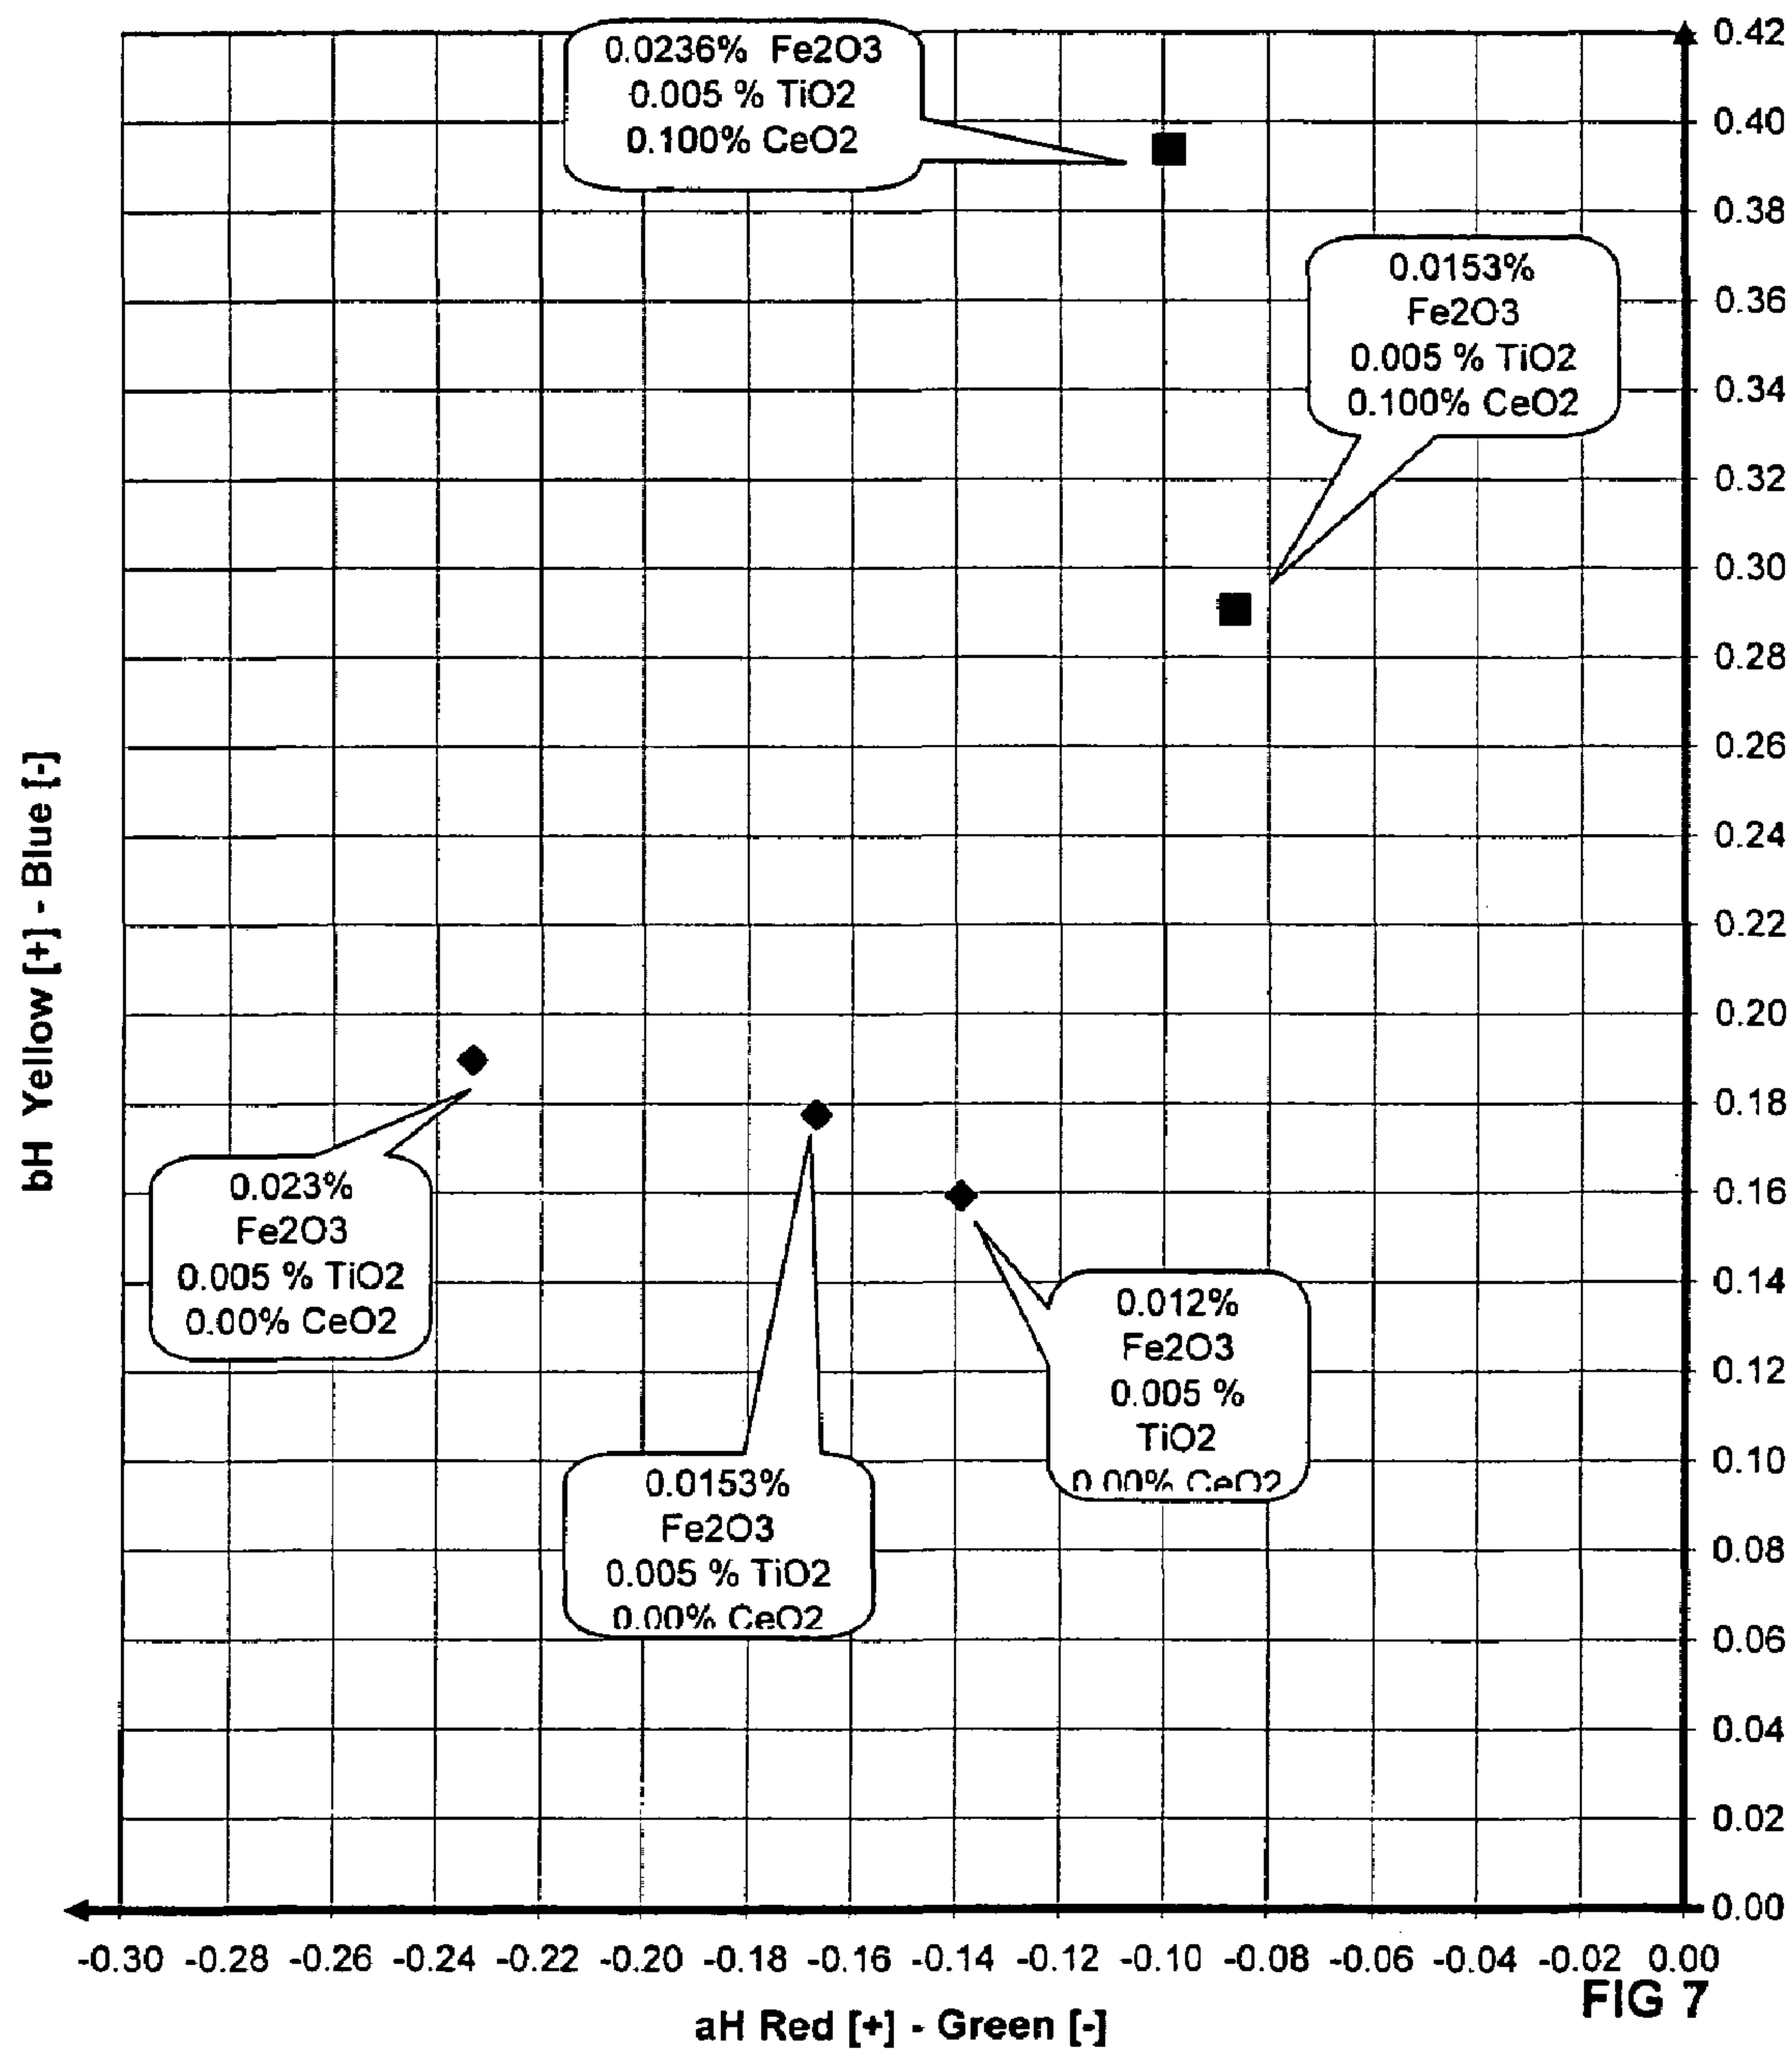 0.0236% Fe2O3
0.005 % TiO2
0.100% CeO2
0.0153%
Fe2O3
0.005 % TiO2
0.100% CeO2
0.023%
Fe2O3
0.005 % TiO2
0.00% CeO2
0.0153%
Fe2O3
0.005 % TiO2
0.00% CeO2
0.012%
Fe2O3
0.005 %
TiO2
0.00% CeO2
0.42
0.40
0.38
0.36
0.34
0.32
0.30
0.28
0.26
0.24
0.22
0.20
0.18
0.16
0.14
0.12
0.10
0.08
0.06
0.04
0.02
0.00
bH Yellow [+] - Blue [-]
-0.30 -0.28 -0.26 -0.24 -0.22 -0.20 -0.18 -0.16 -0.14 -0.12 -0.10 -0.08 -0.06 -0.04 -0.02 0.00
aH Red [+] - Green [-]
FIG 7